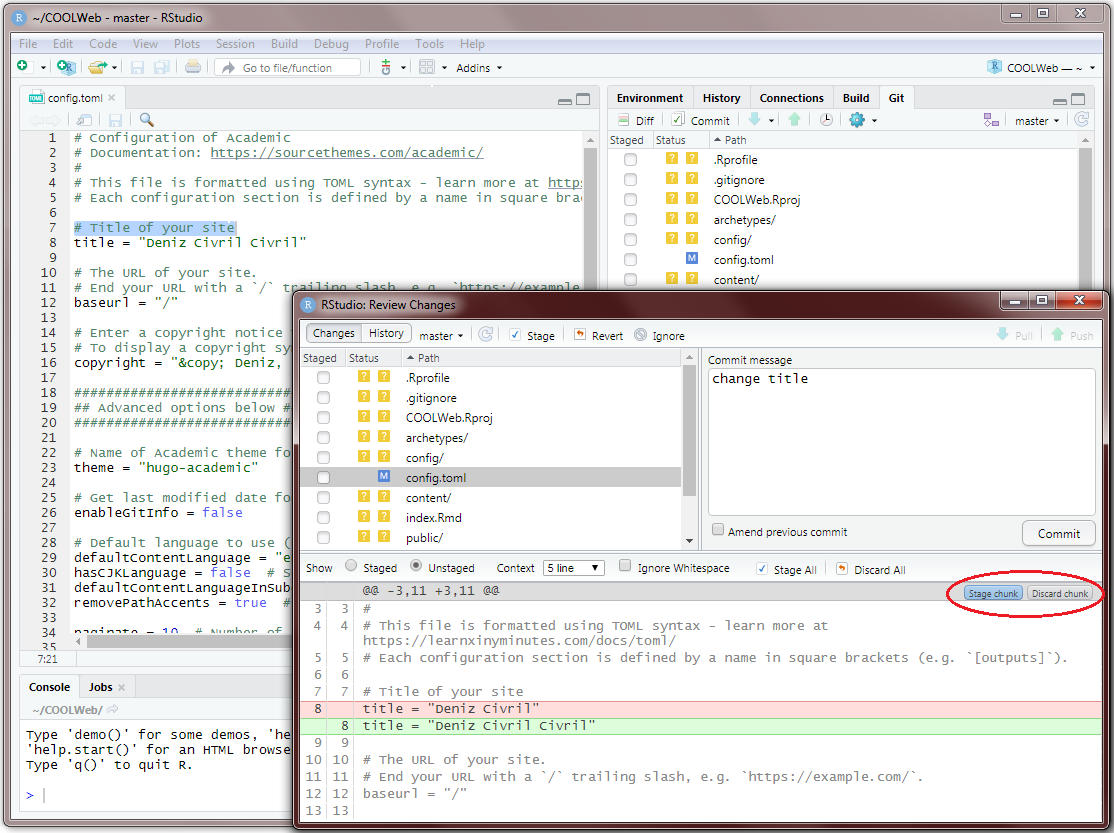 ~/COOLWeb - master - RStudio
File Edit Code View Plots Session Build Debug Profile Tools Help
Go to file/function Addins COOLWeb — ~
config.toml
1 # Configuration of Academic
2 # Documentation: https://sourcethemes.com/academic/
3 #
4 # This file is formatted using TOML syntax - learn more at http
5 # Each configuration section is defined by a name in square brac
6
7 # Title of your site
8 title = "Deniz Civril Civril"
9
10 # The URL of your site.
11 # End your URL with a `/` trailing slash, e.g. `https://example.
12 baseurl = "/"
13
14 # Enter a copyright notice
15 # To display a copyright sy
16 copyright = "&copy; Deniz,
17
18 #############################
19 ## Advanced options below #
20 #############################
21
22 # Name of Academic theme fo
23 theme = "hugo-academic"
24
25 # Get last modified date fo
26 enableGitInfo = false
27
28 # Default language to use (
29 defaultContentLanguage = "e
30 hasCJKLanguage = false # S
31 defaultContentLanguageInSub
32 removePathAccents = true #
33
34 paginate = 10 # Number of
35
7:21
Console Jobs
~/COOLWeb/
Type 'demo()' for some demos, 'he
'help.start()' for an HTML browse
Type 'q()' to quit R.
>
Environment History Connections Build Git
Diff Commit master
Staged Status Path
? ? .Rprofile
? ? .gitignore
? ? COOLWeb.Rproj
? ? archetypes/
? ? config/
M config.toml
? ? content/
RStudio: Review Changes
Changes History master Stage Revert Ignore Pull Push
Staged Status Path
? ? .Rprofile
? ? .gitignore
? ? COOLWeb.Rproj
? ? archetypes/
? ? config/
M config.toml
? ? content/
? ? index.Rmd
? ? public/
Commit message
change title
Amend previous commit Commit
Show Staged Unstaged Context 5 line Ignore Whitespace Stage All Discard All
@@ -3,11 +3,11 @@ Stage chunk Discard chunk
3 3 #
4 4 # This file is formatted using TOML syntax - learn more at
https://learnxinyminutes.com/docs/toml/
5 5 # Each configuration section is defined by a name in square brackets (e.g. `[outputs]`).
6 6
7 7 # Title of your site
8 title = "Deniz Civril"
8 title = "Deniz Civril Civril"
9 9
10 10 # The URL of your site.
11 11 # End your URL with a `/` trailing slash, e.g. `https://example.com/`.
12 12 baseurl = "/"
13 13